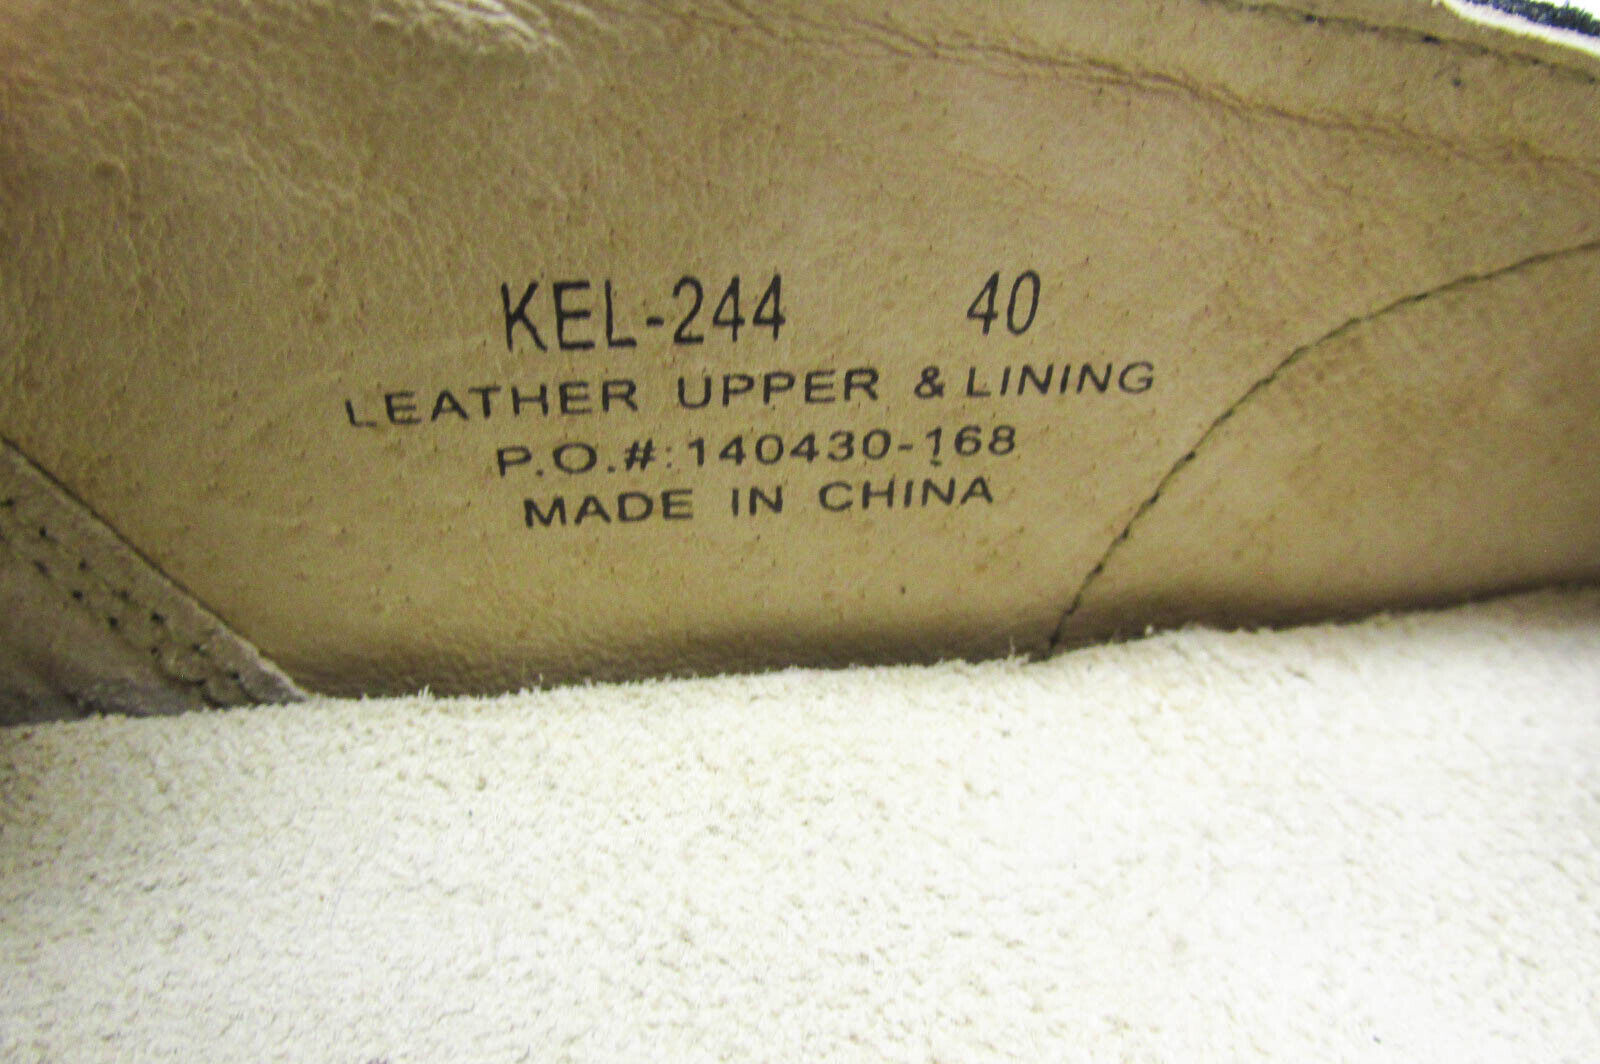 KEL-244 40
LEATHER UPPER & LINING
P.O.#:140430-168
MADE IN CHINA